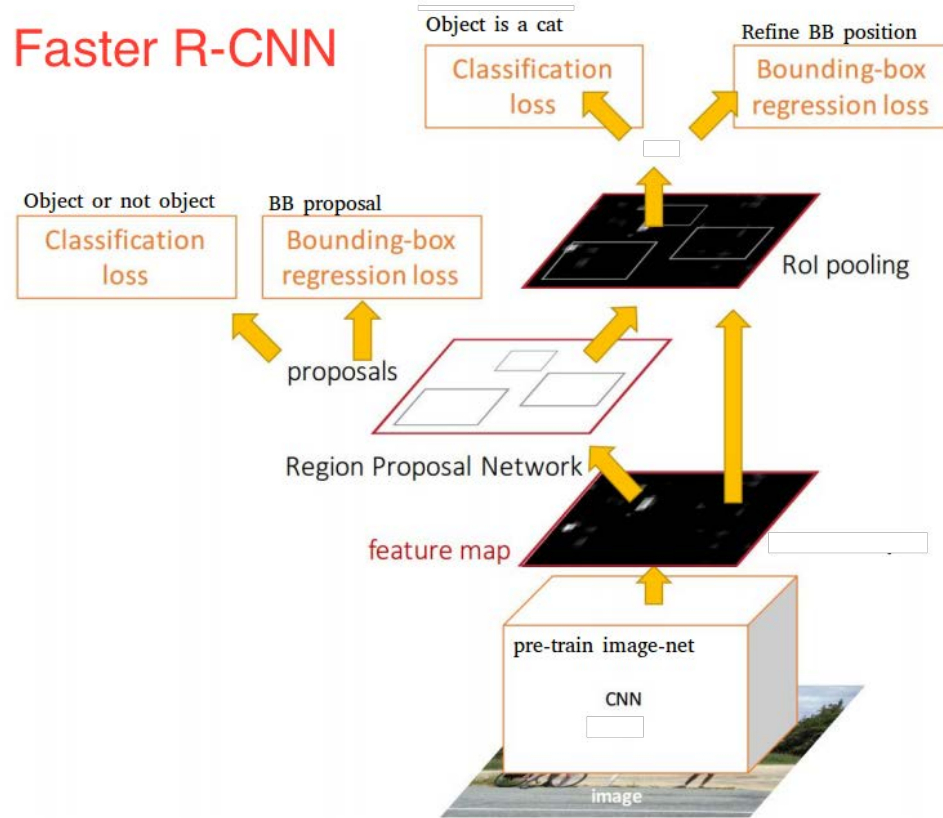 Faster R-CNN
Object is a cat
Classification
loss
Refine BB position
Bounding-box
regression loss
Object or not object
Classification
loss
BB proposal
Bounding-box
regression loss
RoI pooling
proposals
Region Proposal Network
feature map
pre-train image-net
CNN
image